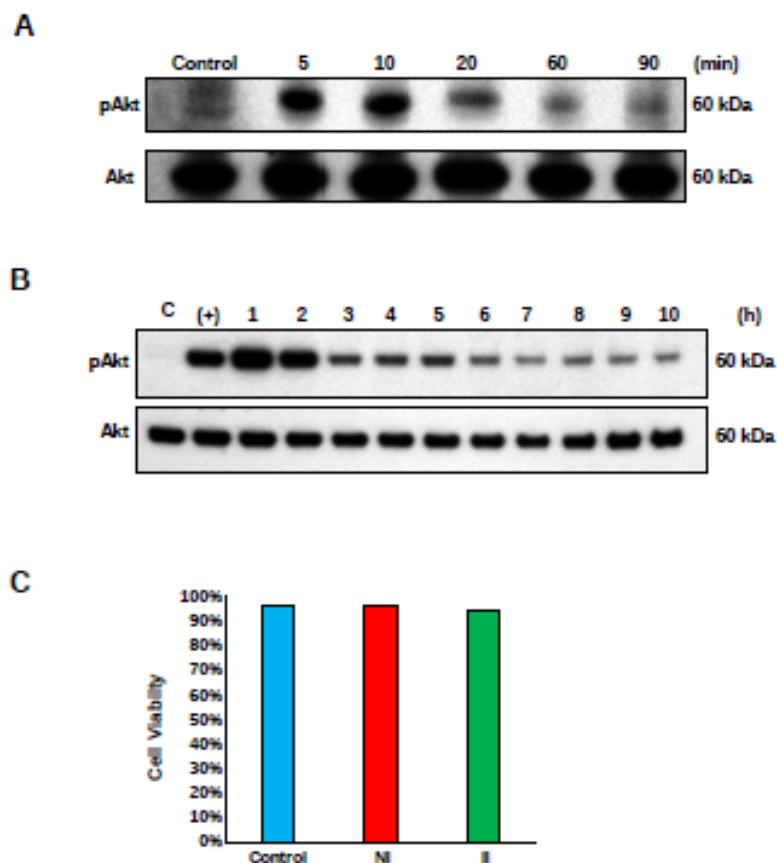 A
Control 5 10 20 60 90 (min)
pAkt 60 kDa
Akt 60 kDa
B
C (+) 1 2 3 4 5 6 7 8 9 10 (h)
pAkt 60 kDa
Akt 60 kDa
C
100%
90%
80%
70%
60%
50%
40%
30%
20%
10%
0%
Cell Viability
Control NI II